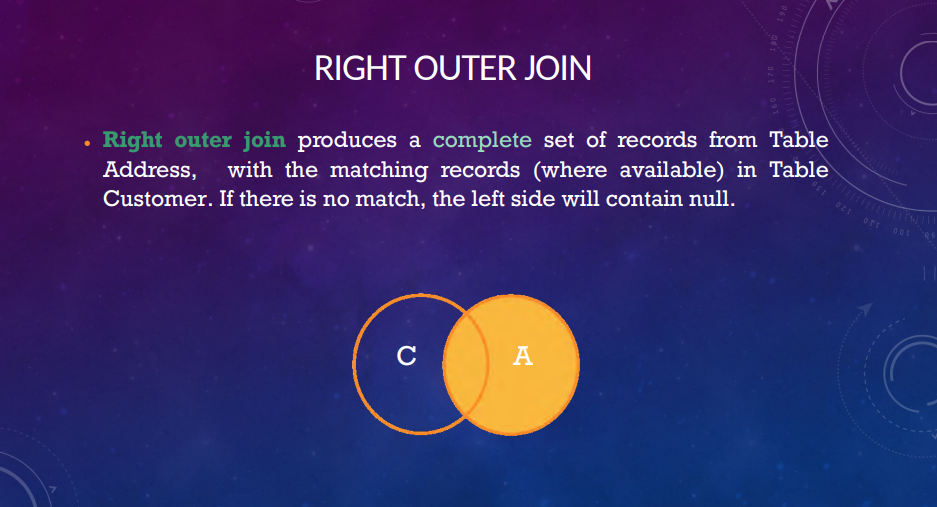 RIGHT OUTER JOIN
• Right outer join produces a complete set of records from Table
Address, with the matching records (where available) in Table
Customer. If there is no match, the left side will contain null.
C A